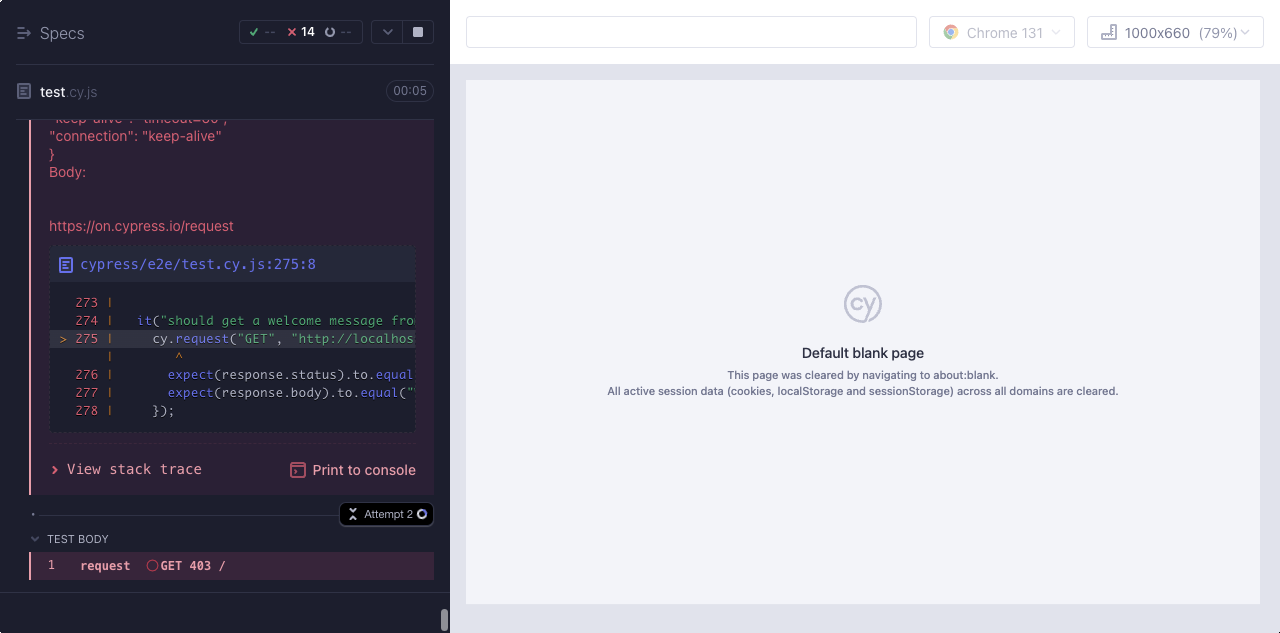 Specs
-- 14 --
test.cy.js
00:05
"keep-alive": "timeout=60",
"connection": "keep-alive"
}
Body:
https://on.cypress.io/request
cypress/e2e/test.cy.js:275:8
273 |
274 | it("should get a welcome message fro
> 275 | cy.request("GET", "http://localhos
| ^
276 | expect(response.status).to.equal
277 | expect(response.body).to.equal("
278 | });
View stack trace
Print to console
Attempt 2
TEST BODY
1 request GET 403 /
Chrome 131
1000x660 (79%)
cy
Default blank page
This page was cleared by navigating to about:blank.
All active session data (cookies, localStorage and sessionStorage) across all domains are cleared.